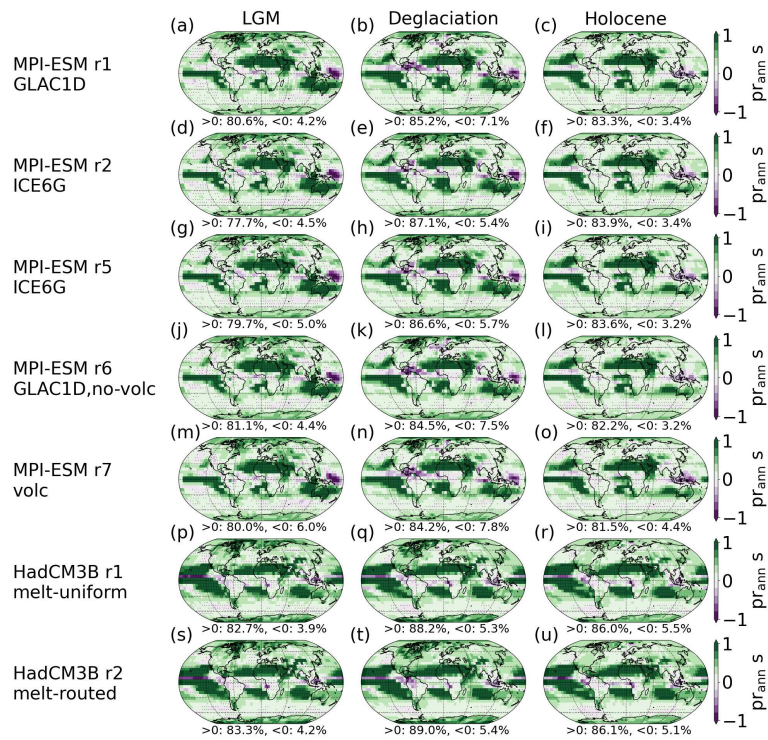 LGM Deglaciation Holocene
(a) (b) (c)
MPI-ESM r1
GLAC1D
1
0
−1
pr_ann s
>0: 80.6%, <0: 4.2% >0: 85.2%, <0: 7.1% >0: 83.3%, <0: 3.4%
(d) (e) (f)
MPI-ESM r2
ICE6G
1
0
−1
pr_ann s
>0: 77.7%, <0: 4.5% >0: 87.1%, <0: 5.4% >0: 83.9%, <0: 3.4%
(g) (h) (i)
MPI-ESM r5
ICE6G
1
0
−1
pr_ann s
>0: 79.7%, <0: 5.0% >0: 86.6%, <0: 5.7% >0: 83.6%, <0: 3.2%
(j) (k) (l)
MPI-ESM r6
GLAC1D,no-volc
1
0
−1
pr_ann s
>0: 81.1%, <0: 4.4% >0: 84.5%, <0: 7.5% >0: 82.2%, <0: 3.2%
(m) (n) (o)
MPI-ESM r7
volc
1
0
−1
pr_ann s
>0: 80.0%, <0: 6.0% >0: 84.2%, <0: 7.8% >0: 81.5%, <0: 4.4%
(p) (q) (r)
HadCM3B r1
melt-uniform
1
0
−1
pr_ann s
>0: 82.7%, <0: 3.9% >0: 88.2%, <0: 5.3% >0: 86.0%, <0: 5.5%
(s) (t) (u)
HadCM3B r2
melt-routed
1
0
−1
pr_ann s
>0: 83.3%, <0: 4.2% >0: 89.0%, <0: 5.4% >0: 86.1%, <0: 5.1%